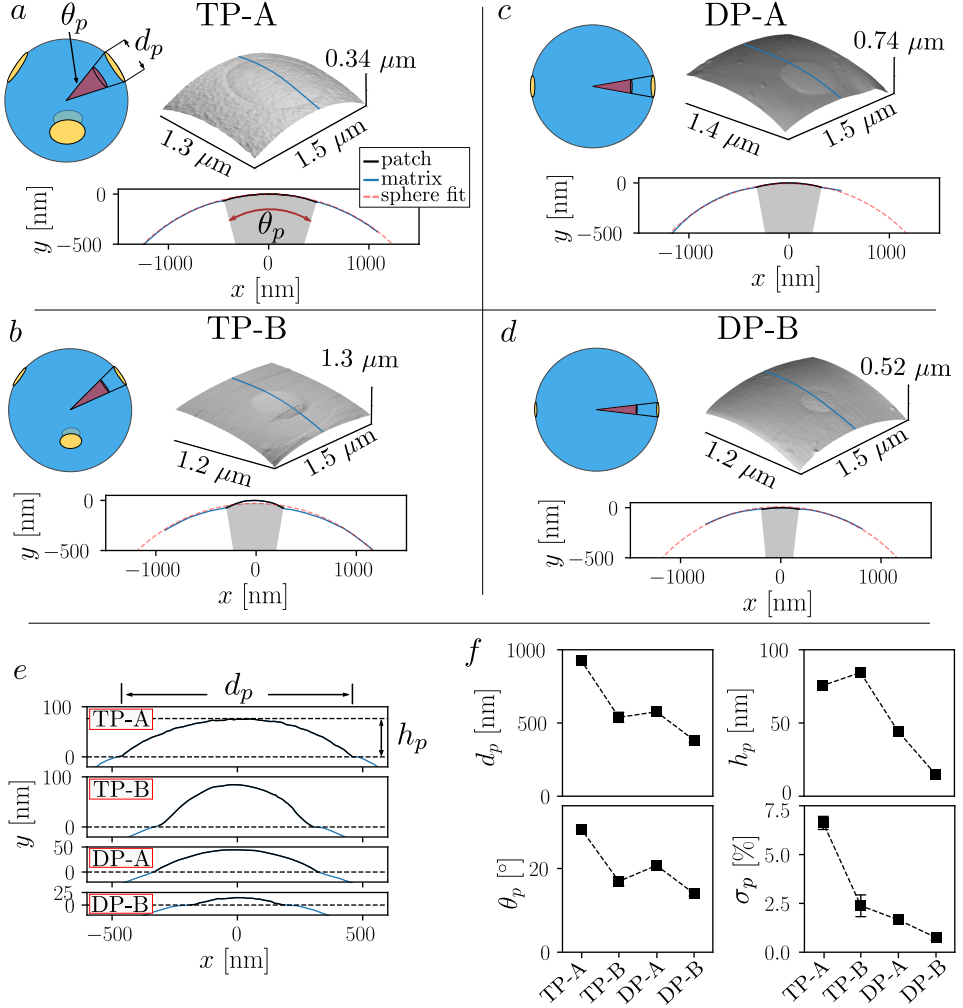 a
TP-A
θp
dp
0.34 μm
1.3 μm
1.5 μm
patch
matrix
sphere fit
y [nm]
0
−500
θp
−1000
0
1000
x [nm]
c
DP-A
0.74 μm
1.4 μm
1.5 μm
y [nm]
0
−500
−1000
0
1000
x [nm]
b
TP-B
1.3 μm
1.2 μm
1.5 μm
y [nm]
0
−500
−1000
0
1000
x [nm]
d
DP-B
0.52 μm
1.2 μm
1.5 μm
y [nm]
0
−500
−1000
0
1000
x [nm]
e
dp
100
TP-A
hp
0
100
TP-B
y [nm]
0
50
DP-A
0
25
DP-B
0
−500
0
500
x [nm]
f
1000
500
0
dp [nm]
100
50
0
hp [nm]
20
0
θp [°]
TP-A
TP-B
DP-A
DP-B
7.5
5.0
2.5
0.0
σp [%]
TP-A
TP-B
DP-A
DP-B